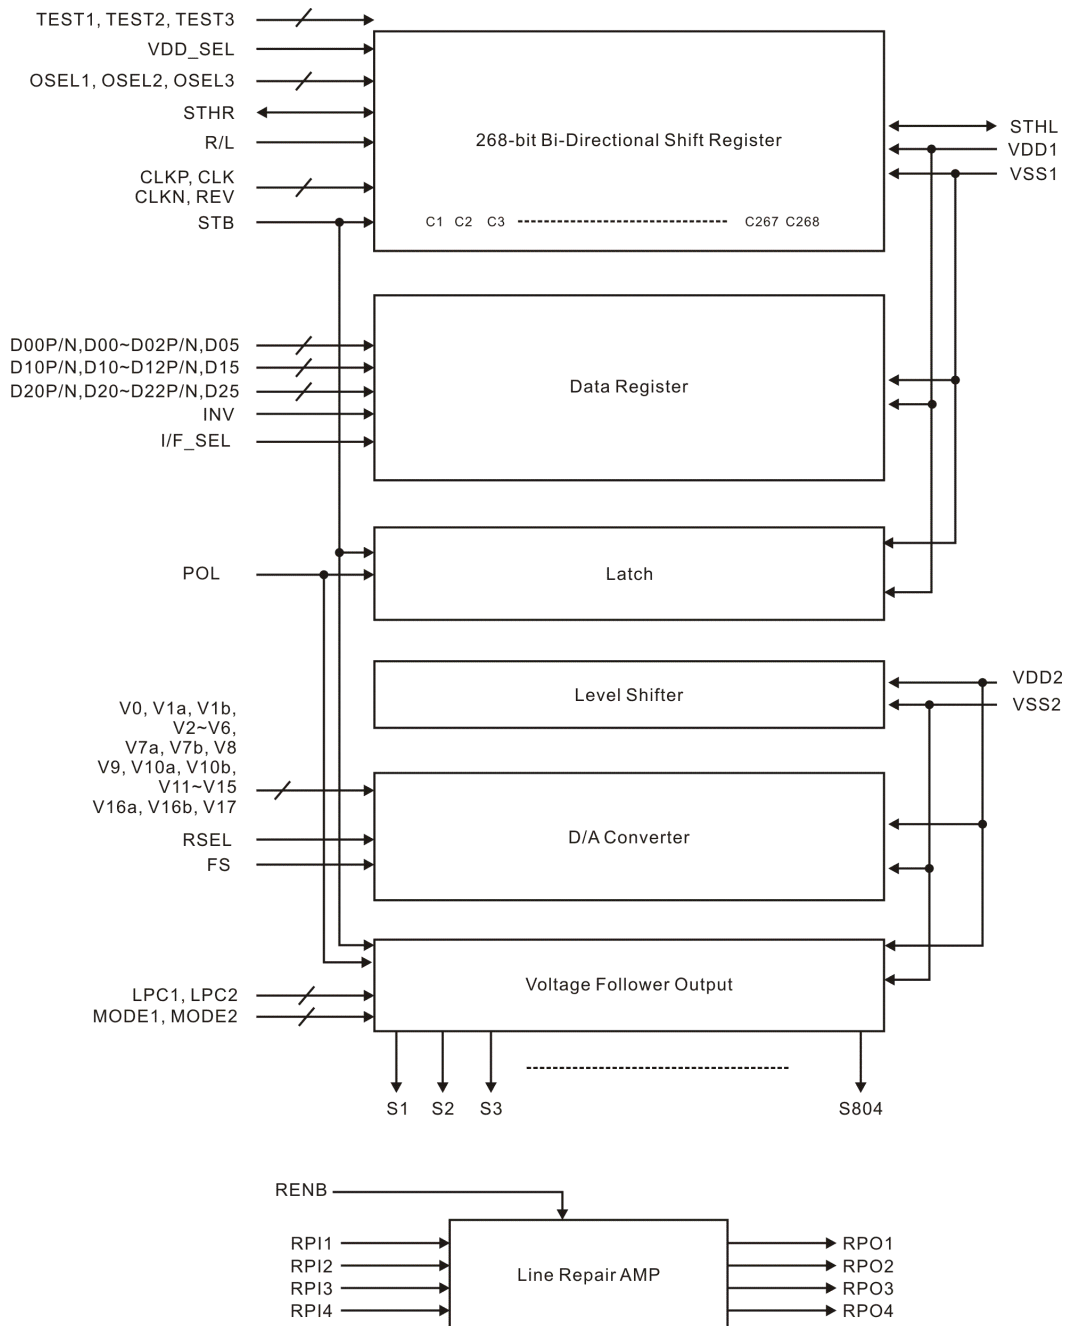 TEST1, TEST2, TEST3
VDD_SEL
OSEL1, OSEL2, OSEL3
STHR
R/L
CLKP, CLK
CLKN, REV
STB
268-bit Bi-Directional Shift Register
C1 C2 C3 C267 C268
STHL
VDD1
VSS1
D00P/N,D00~D02P/N,D05
D10P/N,D10~D12P/N,D15
D20P/N,D20~D22P/N,D25
INV
I/F_SEL
Data Register
POL
Latch
Level Shifter
VDD2
VSS2
V0, V1a, V1b,
V2~V6,
V7a, V7b, V8
V9, V10a, V10b,
V11~V15
V16a, V16b, V17
RSEL
FS
D/A Converter
LPC1, LPC2
MODE1, MODE2
Voltage Follower Output
S1 S2 S3 S804
RENB
RPI1
RPI2
RPI3
RPI4
Line Repair AMP
RPO1
RPO2
RPO3
RPO4